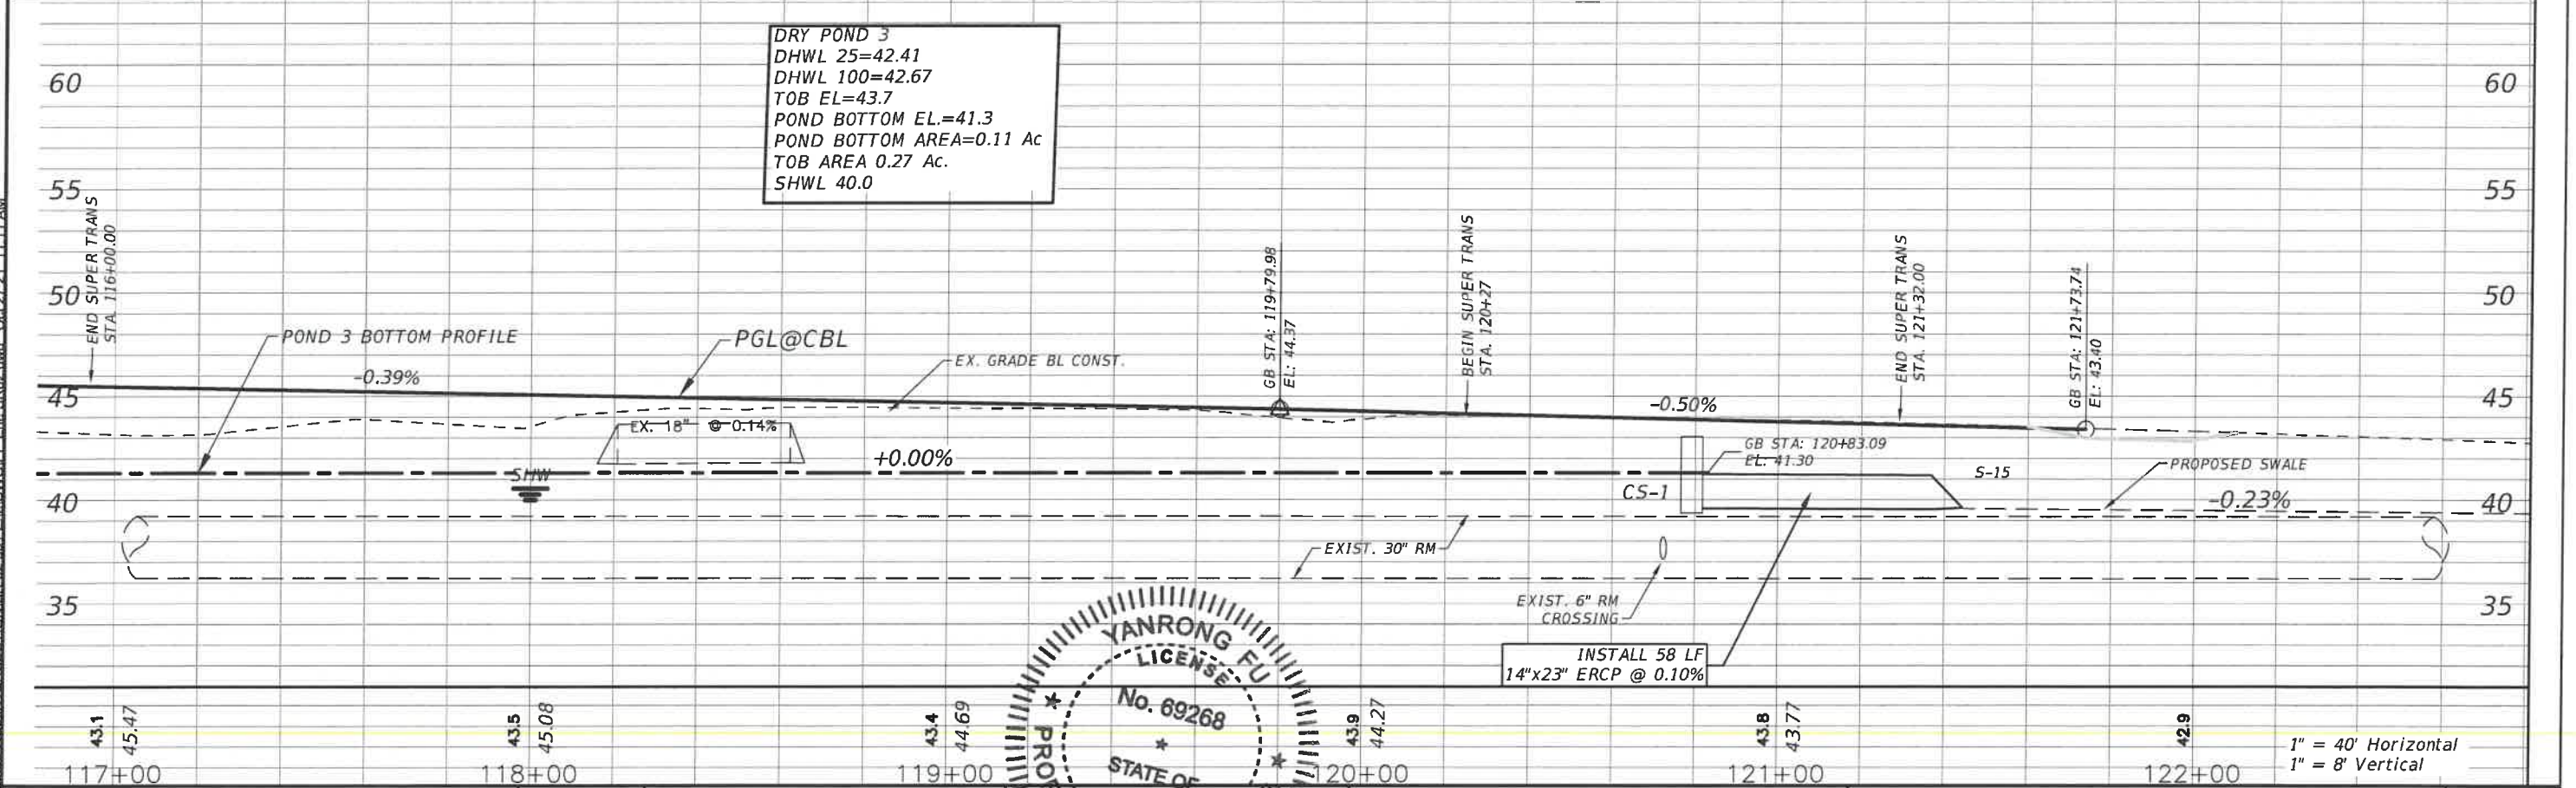 DRY POND 3
DHWL 25=42.41
DHWL 100=42.67
TOB EL=43.7
POND BOTTOM EL.=41.3
POND BOTTOM AREA=0.11 Ac
TOB AREA 0.27 Ac.
SHWL 40.0
60
60
55
55
50
50
45
45
40
40
35
35
END SUPER TRANS
STA. 116+00.00
POND 3 BOTTOM PROFILE
-0.39%
PGL@CBL
EX. GRADE BL CONST.
GB STA: 119+79.98
EL: 44.37
BEGIN SUPER TRANS
STA. 120+27
-0.50%
END SUPER TRANS
STA. 121+32.00
GB STA: 121+73.74
EL: 43.40
EX. 18" @ 0.14%
+0.00%
SHW
GB STA: 120+83.09
EL: 41.30
CS-1
S-15
PROPOSED SWALE
-0.23%
EXIST. 30" RM
EXIST. 6" RM
CROSSING
INSTALL 58 LF
14"x23" ERCP @ 0.10%
YANRONG FU
LICENSE
No. 69268
STATE OF
43.1
45.47
43.5
45.08
43.4
44.69
43.9
44.27
43.8
43.77
42.9
117+00
118+00
119+00
120+00
121+00
122+00
1" = 40' Horizontal
1" = 8' Vertical